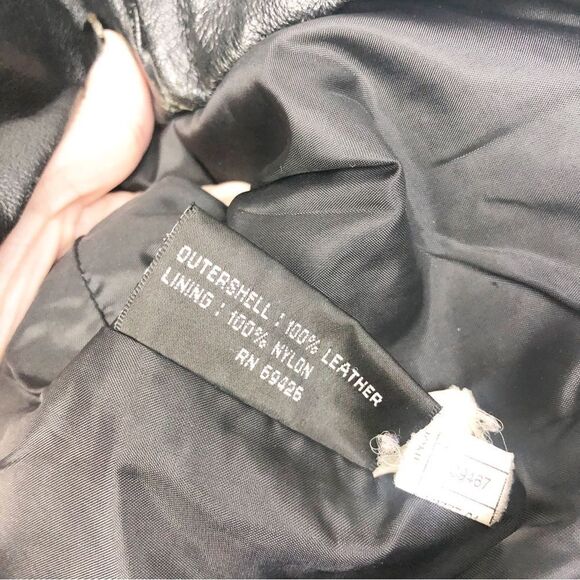 OUTERSHELL : 100% LEATHER
LINING : 100% NYLON
RN 69426